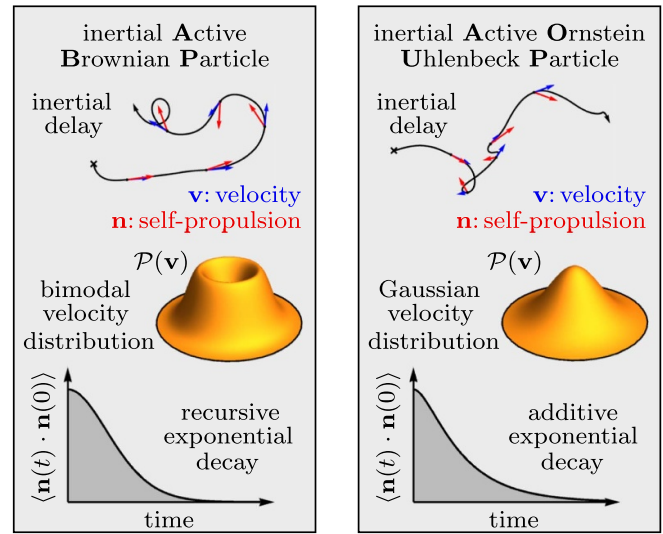 inertial Active
Brownian Particle
inertial
delay
v: velocity
n: self-propulsion
P(v)
bimodal
velocity
distribution
⟨n(t) · n(0)⟩
recursive
exponential
decay
time
inertial Active Ornstein
Uhlenbeck Particle
inertial
delay
v: velocity
n: self-propulsion
P(v)
Gaussian
velocity
distribution
⟨n(t) · n(0)⟩
additive
exponential
decay
time